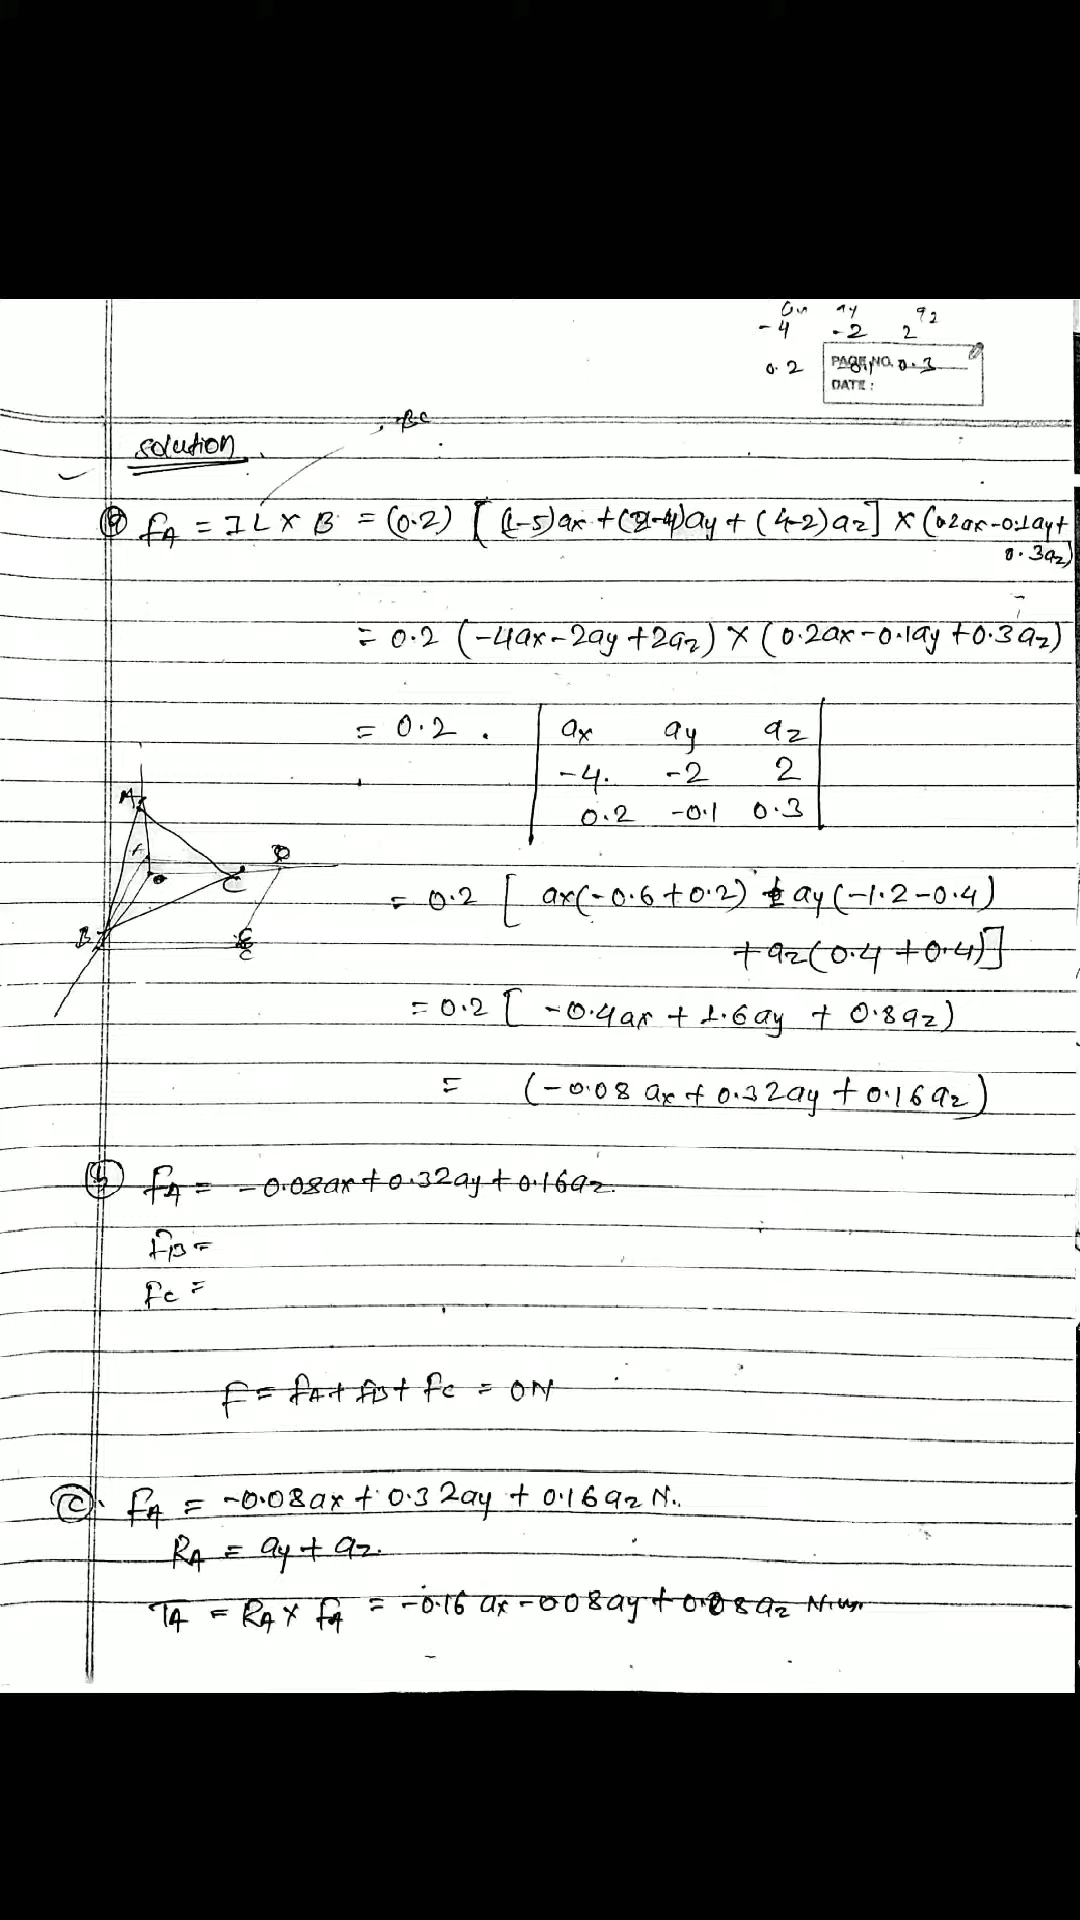 ay az
-4 -2 2
0.2 0.3
PAGE NO.
DATE:
BC
solution.
fA = IL × B = (0.2) [ (1-5)ax + (2-4)ay + (4-2)az] × (0.2ax-0.1ay+
0.3az)
= 0.2 (-4ax-2ay+2az) × (0.2ax-0.1ay+0.3az)
= 0.2 . | ax ay az |
-4. -2 2
0.2 -0.1 0.3
A
D
C
B
E
= 0.2 [ ax(-0.6+0.2) ay(-1.2-0.4)
+ az(0.4+0.4)]
= 0.2 [ -0.4ax + 1.6ay + 0.8az)
= (-0.08 ax + 0.32ay + 0.16az)
fA = -0.08ax + 0.32ay + 0.16az.
fB =
fc =
F = fA + fB + fc = 0N
(C). fA = -0.08ax + 0.32ay + 0.16az N.
RA = ay + az.
TA = RA × fA = -0.16 ax - 0.08ay + 0.08az N.m.